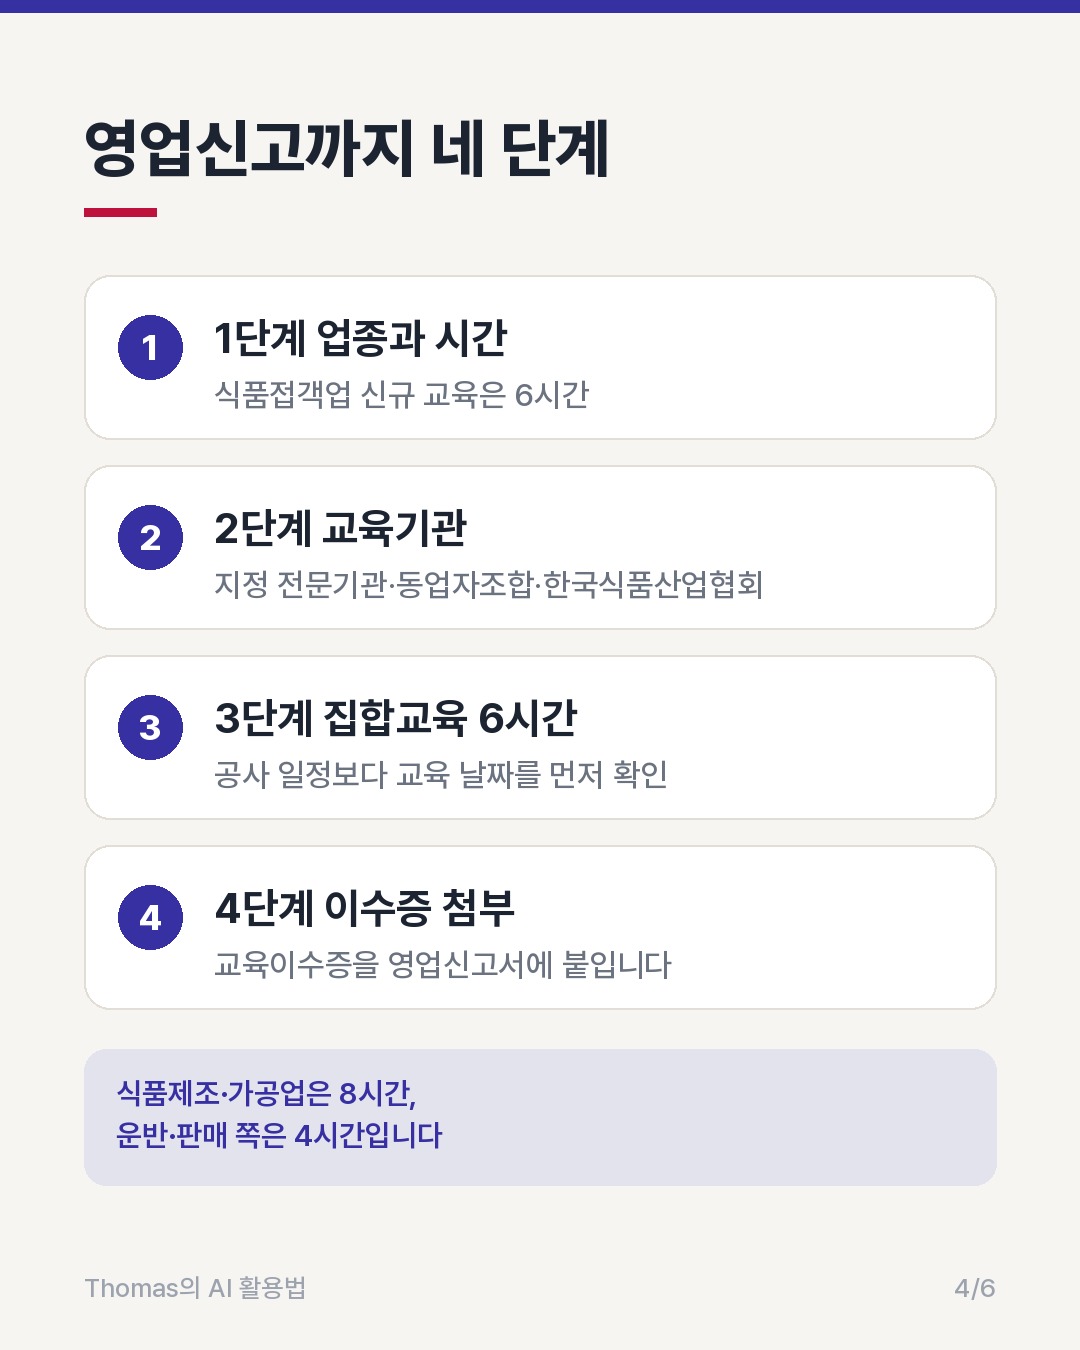 영업신고까지 네 단계
1
1단계 업종과 시간
식품접객업 신규 교육은 6시간
2
2단계 교육기관
지정 전문기관·동업자조합·한국식품산업협회
3
3단계 집합교육 6시간
공사 일정보다 교육 날짜를 먼저 확인
4
4단계 이수증 첨부
교육이수증을 영업신고서에 붙입니다
식품제조·가공업은 8시간,
운반·판매 쪽은 4시간입니다
Thomas의 AI 활용법
4/6